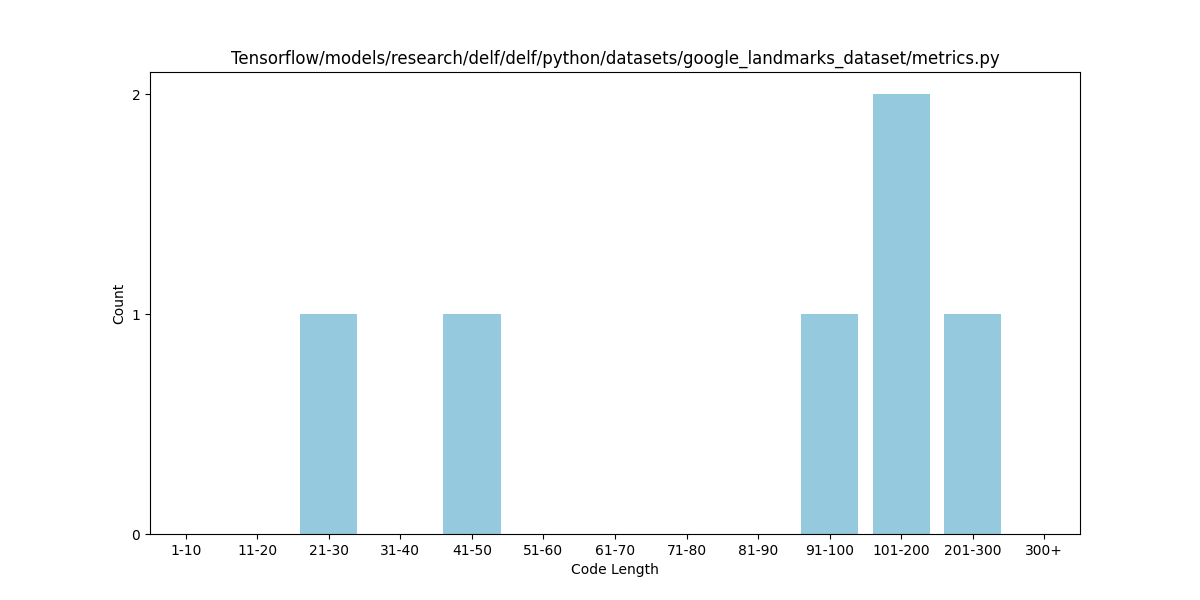 Tensorflow/models/research/delf/delf/python/datasets/google_landmarks_dataset/metrics.py
2
1
0
Count
1-10 11-20 21-30 31-40 41-50 51-60 61-70 71-80 81-90 91-100 101-200 201-300 300+
Code Length